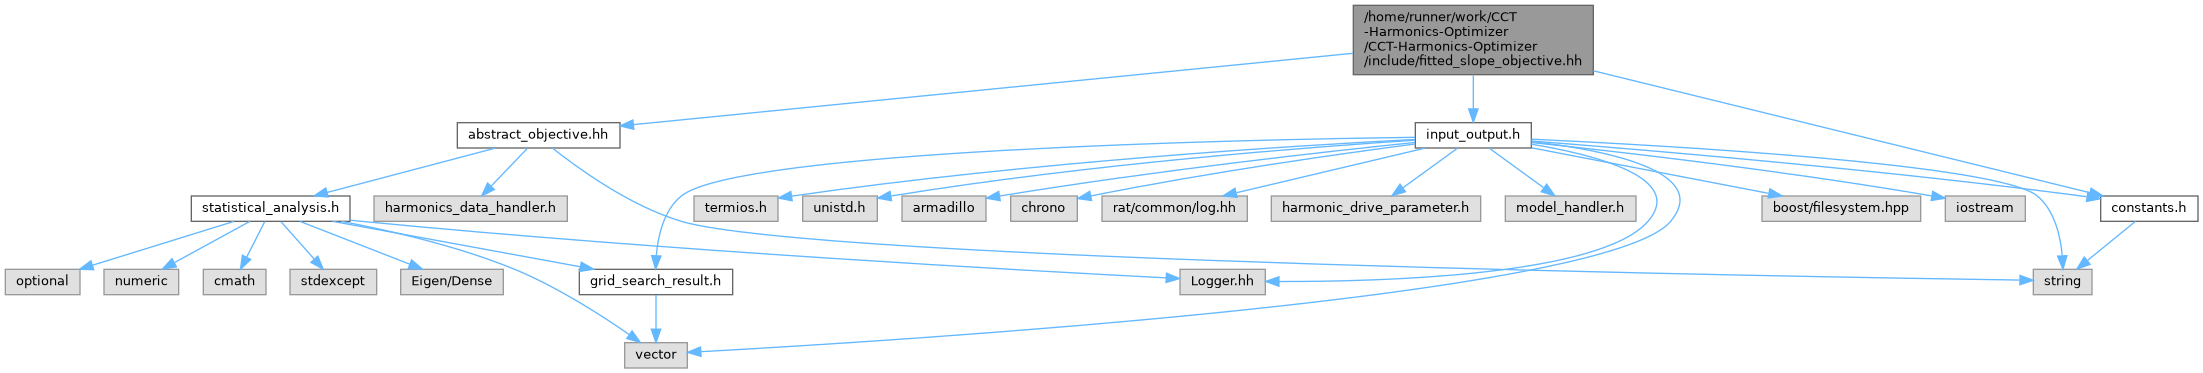 /home/runner/work/CCT
-Harmonics-Optimizer
/CCT-Harmonics-Optimizer
/include/fitted_slope_objective.hh
abstract_objective.hh
input_output.h
statistical_analysis.h
harmonics_data_handler.h
termios.h
unistd.h
armadillo
chrono
rat/common/log.hh
harmonic_drive_parameter.h
model_handler.h
boost/filesystem.hpp
iostream
constants.h
optional
numeric
cmath
stdexcept
Eigen/Dense
grid_search_result.h
Logger.hh
string
vector